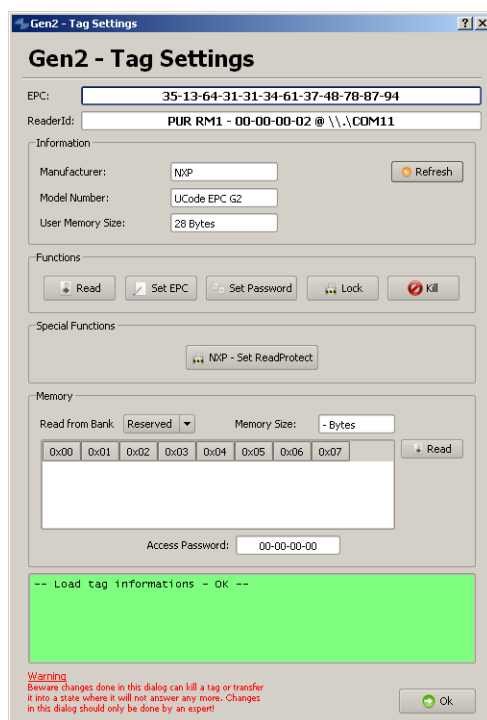 Gen2 - Tag Settings
Gen2 - Tag Settings
EPC: 35-13-64-31-31-34-61-37-48-78-87-94
ReaderId: PUR RM1 - 00-00-00-02 @ \\.\COM11
Information
Manufacturer: NXP Refresh
Model Number: UCode EPC G2
User Memory Size: 28 Bytes
Functions
Read Set EPC Set Password Lock Kill
Special Functions
NXP - Set ReadProtect
Memory
Read from Bank Reserved Memory Size: - Bytes
0x00 0x01 0x02 0x03 0x04 0x05 0x06 0x07 Read
Access Password: 00-00-00-00
-- Load tag informations - OK --
Warning
Beware changes done in this dialog can kill a tag or transfer
it into a state where it will not answer any more. Changes
in this dialog should only be done by an expert!
Ok